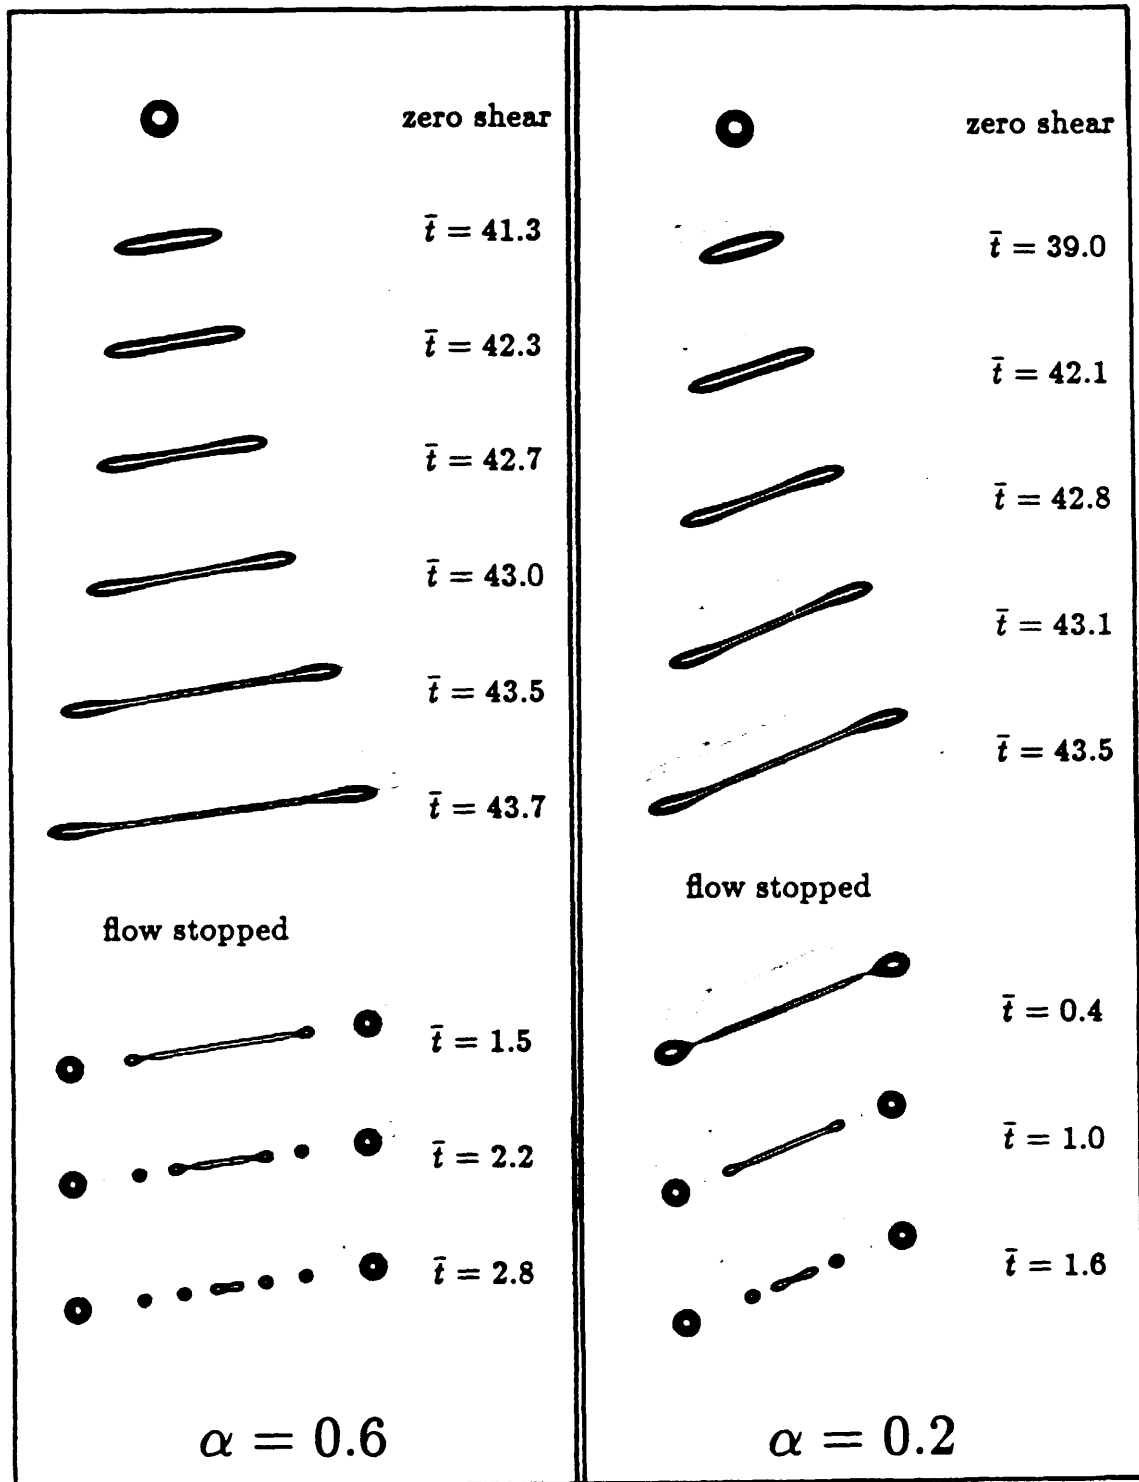 zero shear
t̄ = 41.3
t̄ = 42.3
t̄ = 42.7
t̄ = 43.0
t̄ = 43.5
t̄ = 43.7
flow stopped
t̄ = 1.5
t̄ = 2.2
t̄ = 2.8
α = 0.6
zero shear
t̄ = 39.0
t̄ = 42.1
t̄ = 42.8
t̄ = 43.1
t̄ = 43.5
flow stopped
t̄ = 0.4
t̄ = 1.0
t̄ = 1.6
α = 0.2